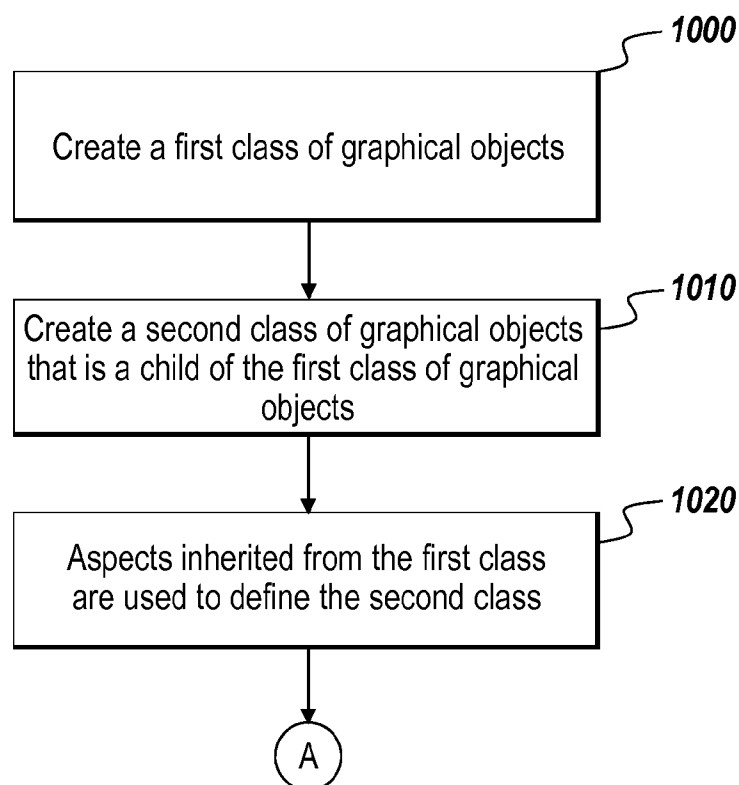 1000
Create a first class of graphical objects
1010
Create a second class of graphical objects
that is a child of the first class of graphical
objects
1020
Aspects inherited from the first class
are used to define the second class
A